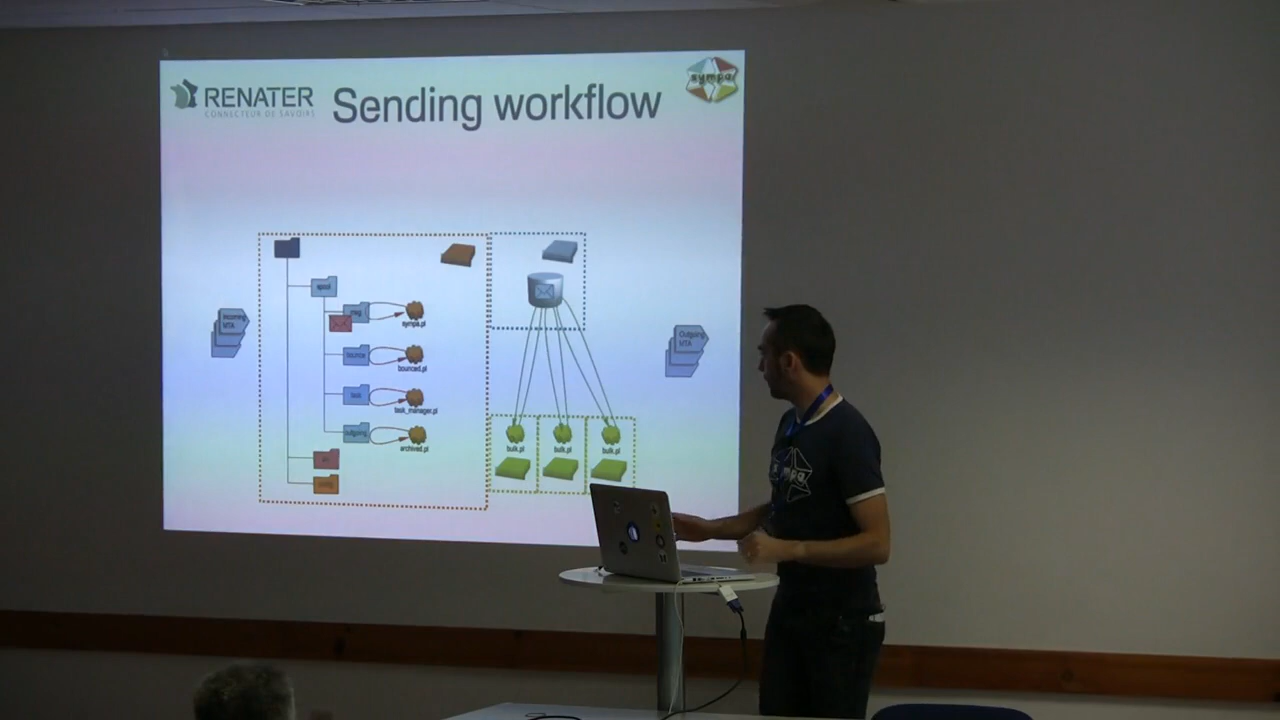 RENATER
CONNECTEUR DE SAVOIRS
Sending workflow
sympa
Incoming
MTA
spool
msg
sympa.pl
bounce
bounced.pl
task
task_manager.pl
outgoing
archived.pl
bulk.pl
bulk.pl
bulk.pl
Outgoing
MTA
sympa